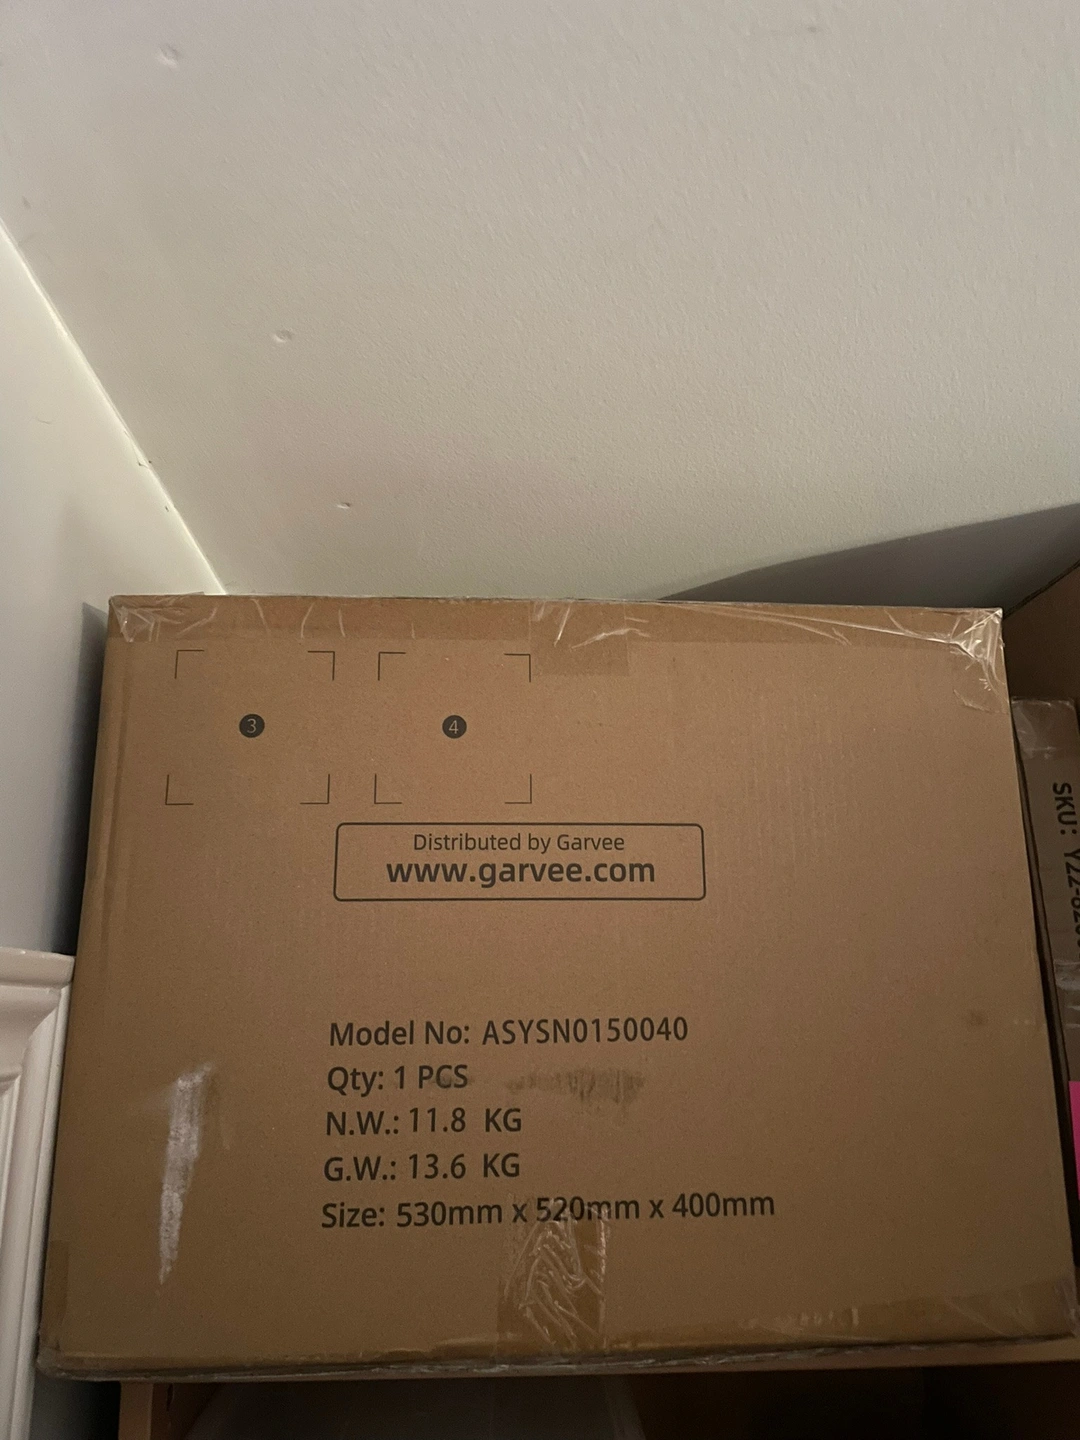 3
4
Distributed by Garvee
www.garvee.com
Model No: ASYSN0150040
Qty: 1 PCS
N.W.: 11.8 KG
G.W.: 13.6 KG
Size: 530mm x 520mm x 400mm
SKU: